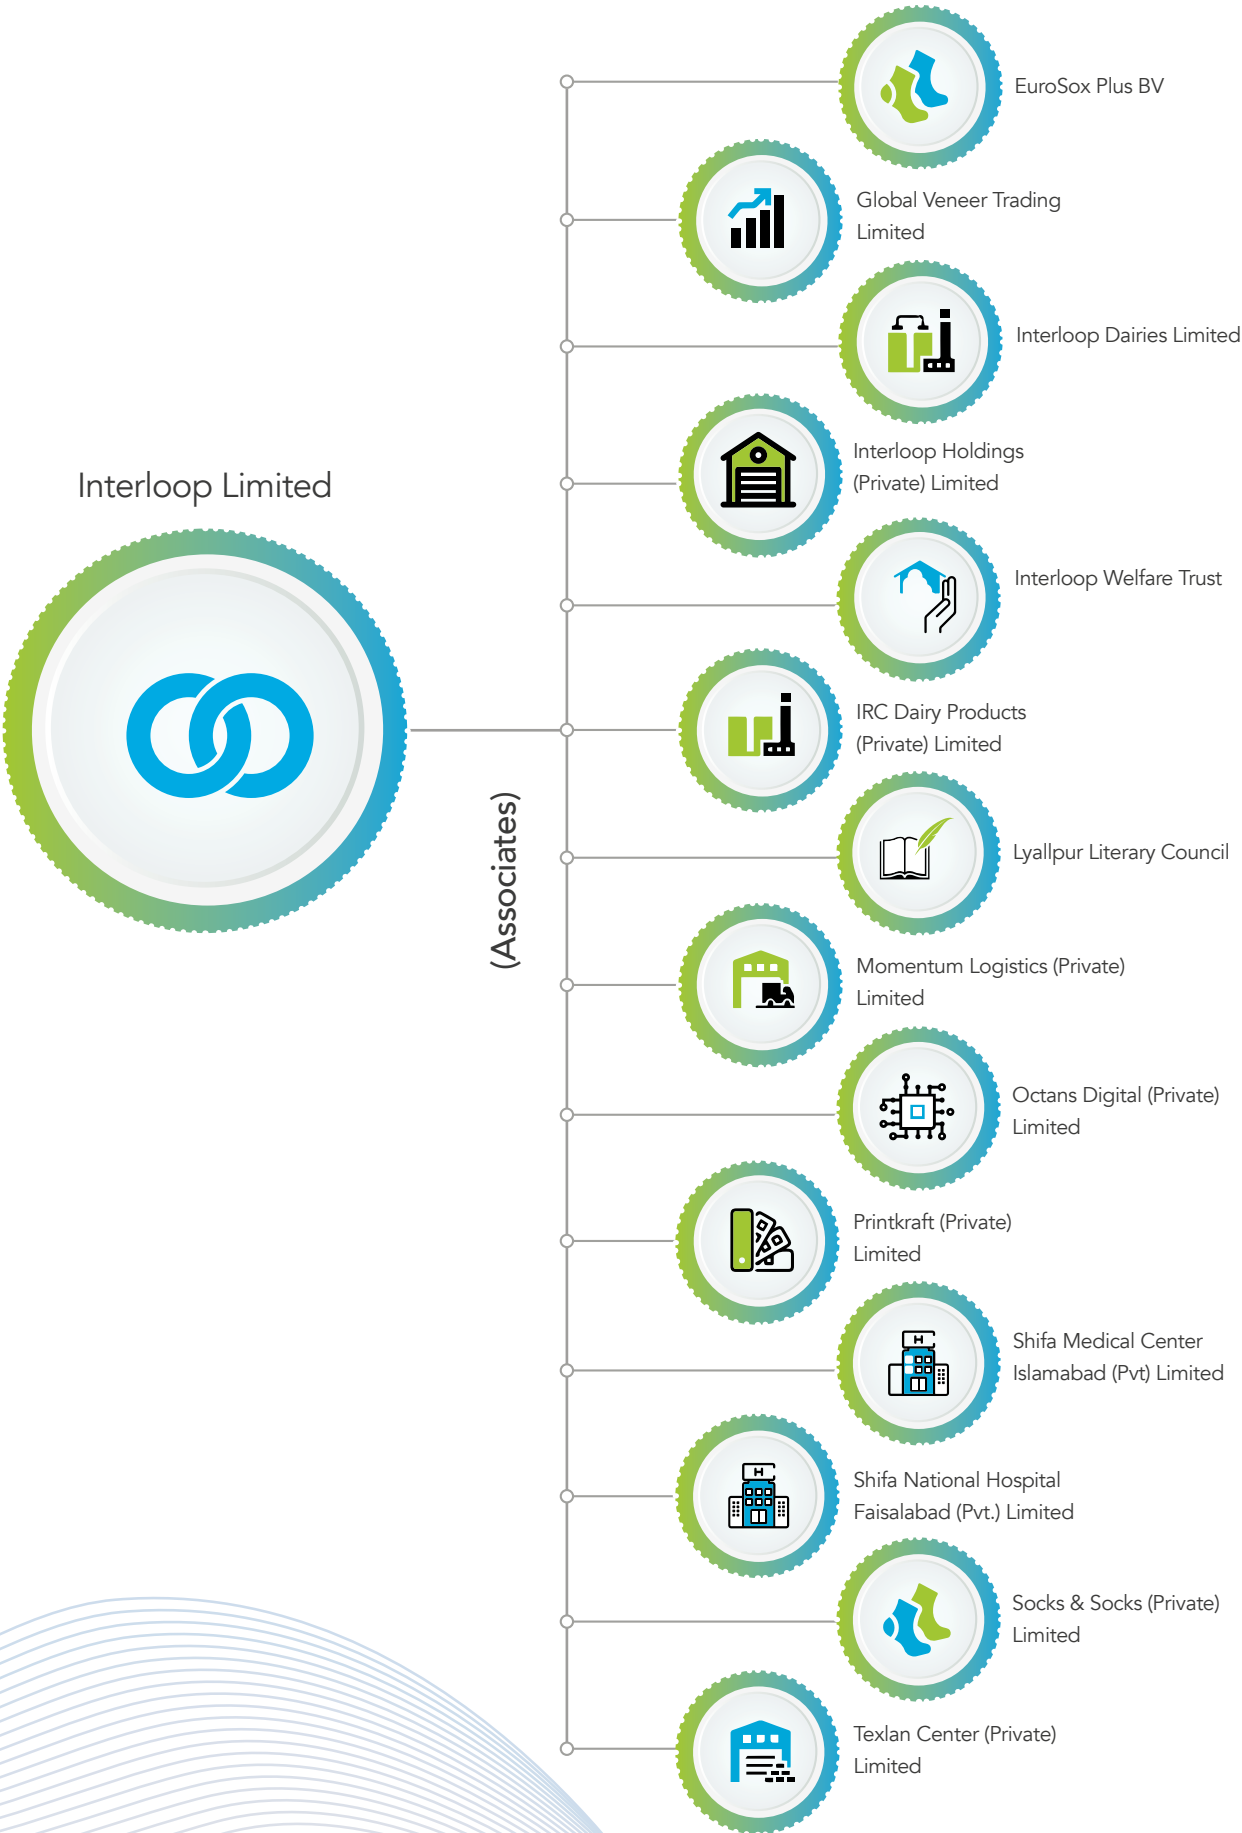 EuroSox Plus BV
Global Veneer Trading
Limited
Interloop Dairies Limited
Interloop Holdings
(Private) Limited
Interloop Limited
Interloop Welfare Trust
IRC Dairy Products
(Private) Limited
(Associates)
Lyallpur Literary Council
Momentum Logistics (Private)
Limited
Octans Digital (Private)
Limited
Printkraft (Private)
Limited
H
Shifa Medical Center
Islamabad (Pvt) Limited
H
Shifa National Hospital
Faisalabad (Pvt.) Limited
Socks & Socks (Private)
Limited
Texlan Center (Private)
Limited